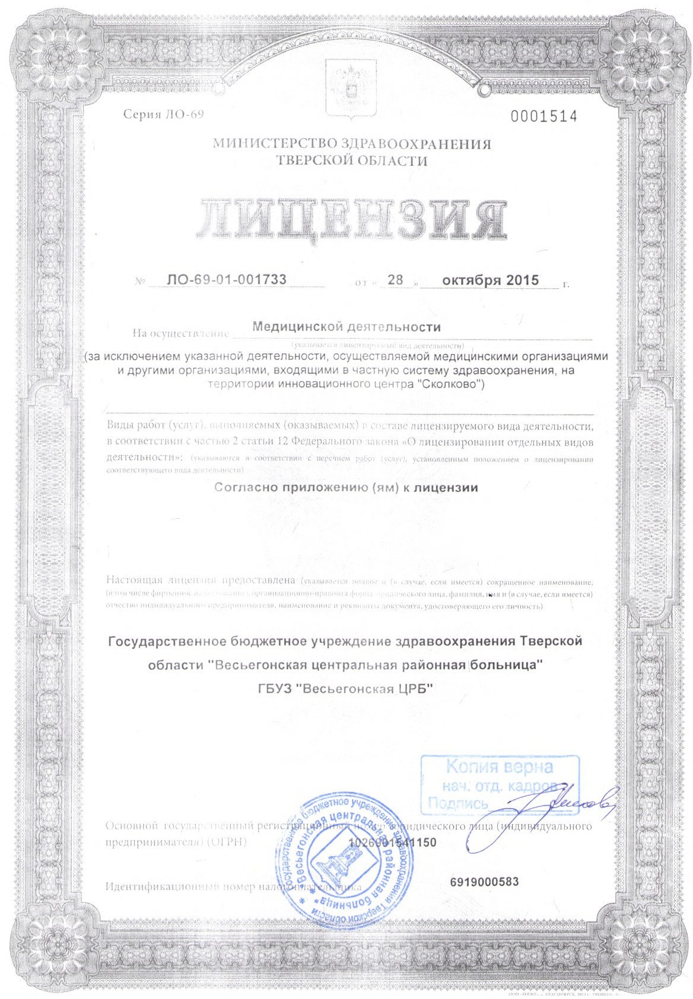 Серия ЛО-69
0001514
МИНИСТЕРСТВО ЗДРАВООХРАНЕНИЯ
ТВЕРСКОЙ ОБЛАСТИ
ЛИЦЕНЗИЯ
№ ЛО-69-01-001733 от « 28 » октября 2015 г.
На осуществление Медицинской деятельности
(указывается лицензируемый вид деятельности)
(за исключением указанной деятельности, осуществляемой медицинскими организациями
и другими организациями, входящими в частную систему здравоохранения, на
территории инновационного центра "Сколково")
Виды работ (услуг), выполняемых (оказываемых) в составе лицензируемого вида деятельности,
в соответствии с частью 2 статьи 12 Федерального закона «О лицензировании отдельных видов
деятельности»: (указываются в соответствии с перечнем работ (услуг), установленным положением о лицензировании
соответствующего вида деятельности)
Согласно приложению (ям) к лицензии
Настоящая лицензия предоставлена (указывается полное и (в случае, если имеется) сокращенное наименование,
(в том числе фирменное наименование), организационно-правовая форма юридического лица, фамилия, имя и (в случае, если имеется)
отчество индивидуального предпринимателя, наименование и реквизиты документа, удостоверяющего его личность)
Государственное бюджетное учреждение здравоохранения Тверской
области "Весьегонская центральная районная больница"
ГБУЗ "Весьегонская ЦРБ"
Копия верна
нач. отд. кадров
Подпись
Основной государственный регистрационный номер юридического лица (индивидуального
предпринимателя) (ОГРН) 1026901541150
Идентификационный номер налогоплательщика 6919000583
* Государственное бюджетное учреждение здравоохранения Тверской области
* "Весьегонская центральная районная больница"